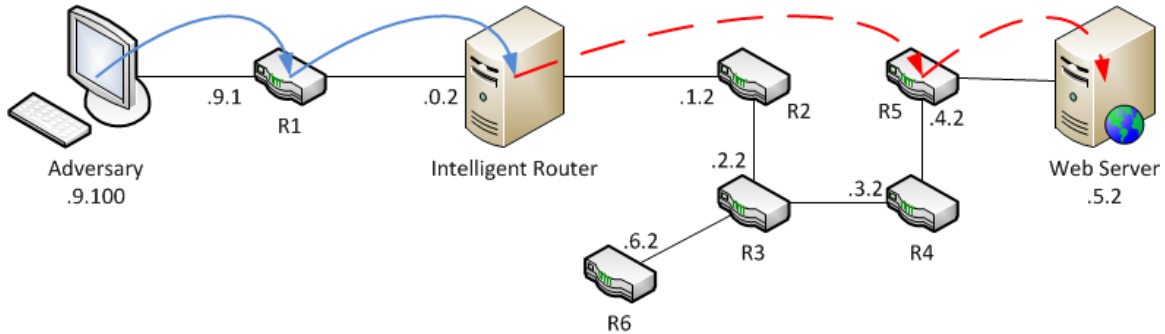 .9.1
R1
.0.2
.1.2
R2
R5
.4.2
Adversary
.9.100
Intelligent Router
Web Server
.5.2
.2.2
.3.2
R3
R4
.6.2
R6